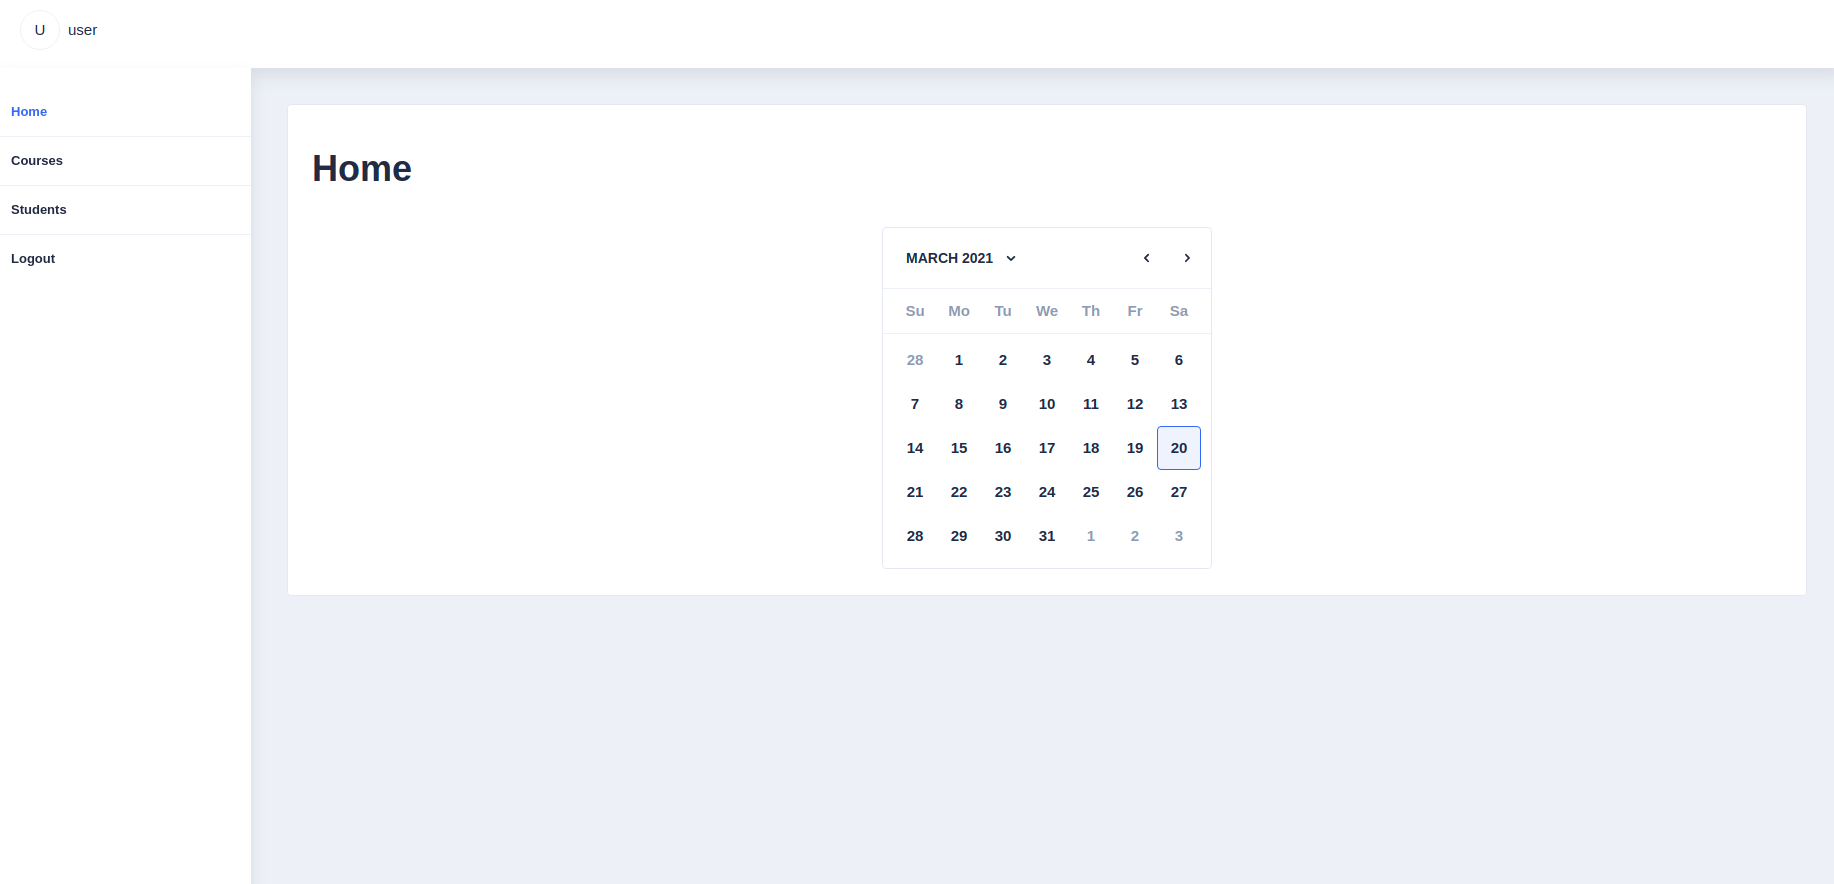 U user
Home
Courses
Students
Logout
Home
MARCH 2021
Su Mo Tu We Th Fr Sa
28 1 2 3 4 5 6
7 8 9 10 11 12 13
14 15 16 17 18 19 20
21 22 23 24 25 26 27
28 29 30 31 1 2 3